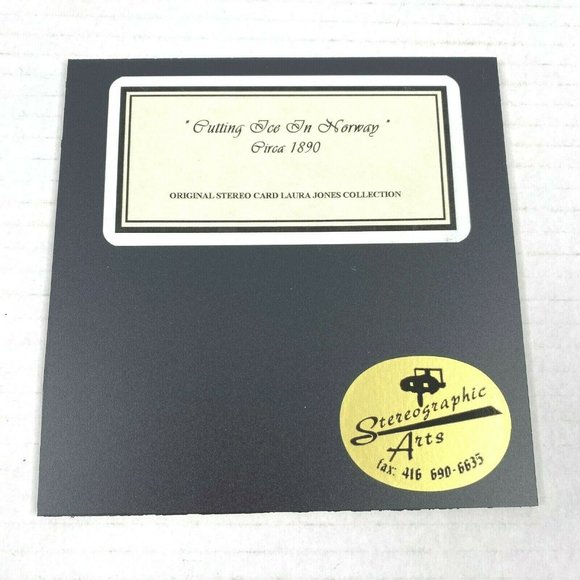 "Cutting Ice In Norway"
Circa 1890
ORIGINAL STEREO CARD LAURA JONES COLLECTION
Stereographic
Arts
fax: 416 690-6635